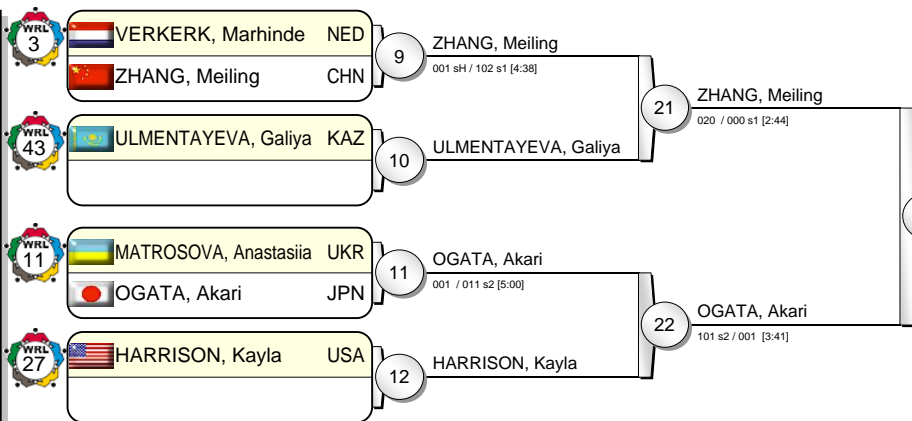 WRL
3
VERKERK, Marhinde NED
ZHANG, Meiling CHN
9
ZHANG, Meiling
001 sH / 102 s1 [4:38]
21
ZHANG, Meiling
020 / 000 s1 [2:44]
WRL
43
ULMENTAYEVA, Galiya KAZ
10
ULMENTAYEVA, Galiya
WRL
11
MATROSOVA, Anastasiia UKR
OGATA, Akari JPN
11
OGATA, Akari
001 / 011 s2 [5:00]
22
OGATA, Akari
101 s2 / 001 [3:41]
WRL
27
HARRISON, Kayla USA
12
HARRISON, Kayla